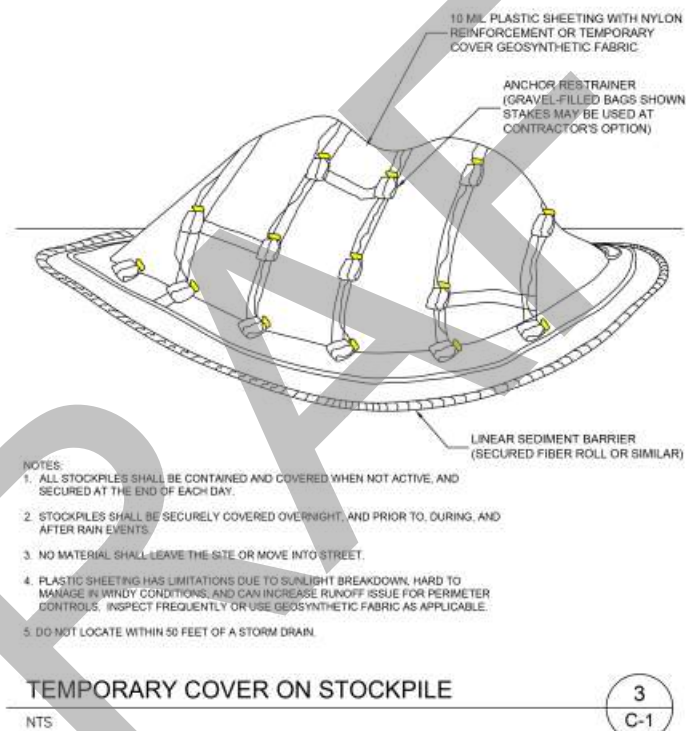 10 MIL PLASTIC SHEETING WITH NYLON
REINFORCEMENT OR TEMPORARY
COVER GEOSYNTHETIC FABRIC
ANCHOR RESTRAINER
(GRAVEL-FILLED BAGS SHOWN
STAKES MAY BE USED AT
CONTRACTOR'S OPTION)
LINEAR SEDIMENT BARRIER
(SECURED FIBER ROLL OR SIMILAR)
NOTES:
1. ALL STOCKPILES SHALL BE CONTAINED AND COVERED WHEN NOT ACTIVE, AND
SECURED AT THE END OF EACH DAY.
2. STOCKPILES SHALL BE SECURELY COVERED OVERNIGHT, AND PRIOR TO, DURING, AND
AFTER RAIN EVENTS.
3. NO MATERIAL SHALL LEAVE THE SITE OR MOVE INTO STREET.
4. PLASTIC SHEETING HAS LIMITATIONS DUE TO SUNLIGHT BREAKDOWN, HARD TO
MANAGE IN WINDY CONDITIONS, AND CAN INCREASE RUNOFF ISSUE FOR PERIMETER
CONTROLS. INSPECT FREQUENTLY OR USE GEOSYNTHETIC FABRIC AS APPLICABLE.
5. DO NOT LOCATE WITHIN 50 FEET OF A STORM DRAIN.
TEMPORARY COVER ON STOCKPILE
NTS
3
C-1